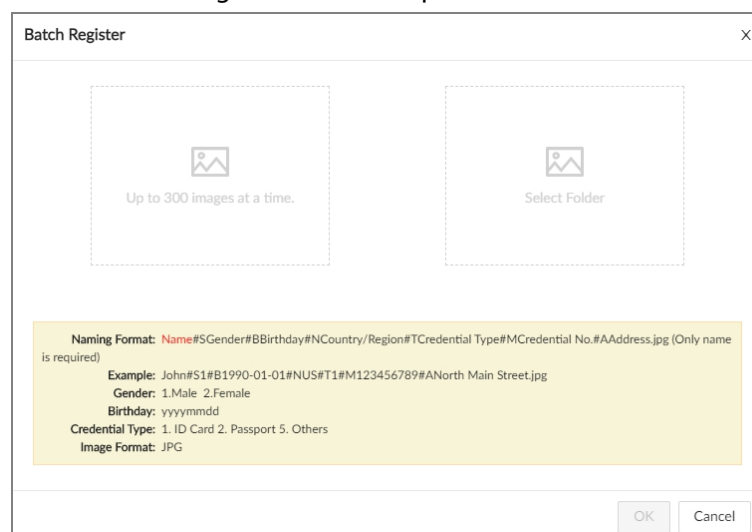 Batch Register X
Up to 300 images at a time.
Select Folder
Naming Format: Name#SGender#BBirthday#NCountry/Region#TCredential Type#MCredential No.#AAddress.jpg (Only name
is required)
Example: John#S1#B1990-01-01#NUS#T1#M123456789#ANorth Main Street.jpg
Gender: 1.Male 2.Female
Birthday: yyyymmdd
Credential Type: 1. ID Card 2. Passport 5. Others
Image Format: JPG
OK Cancel